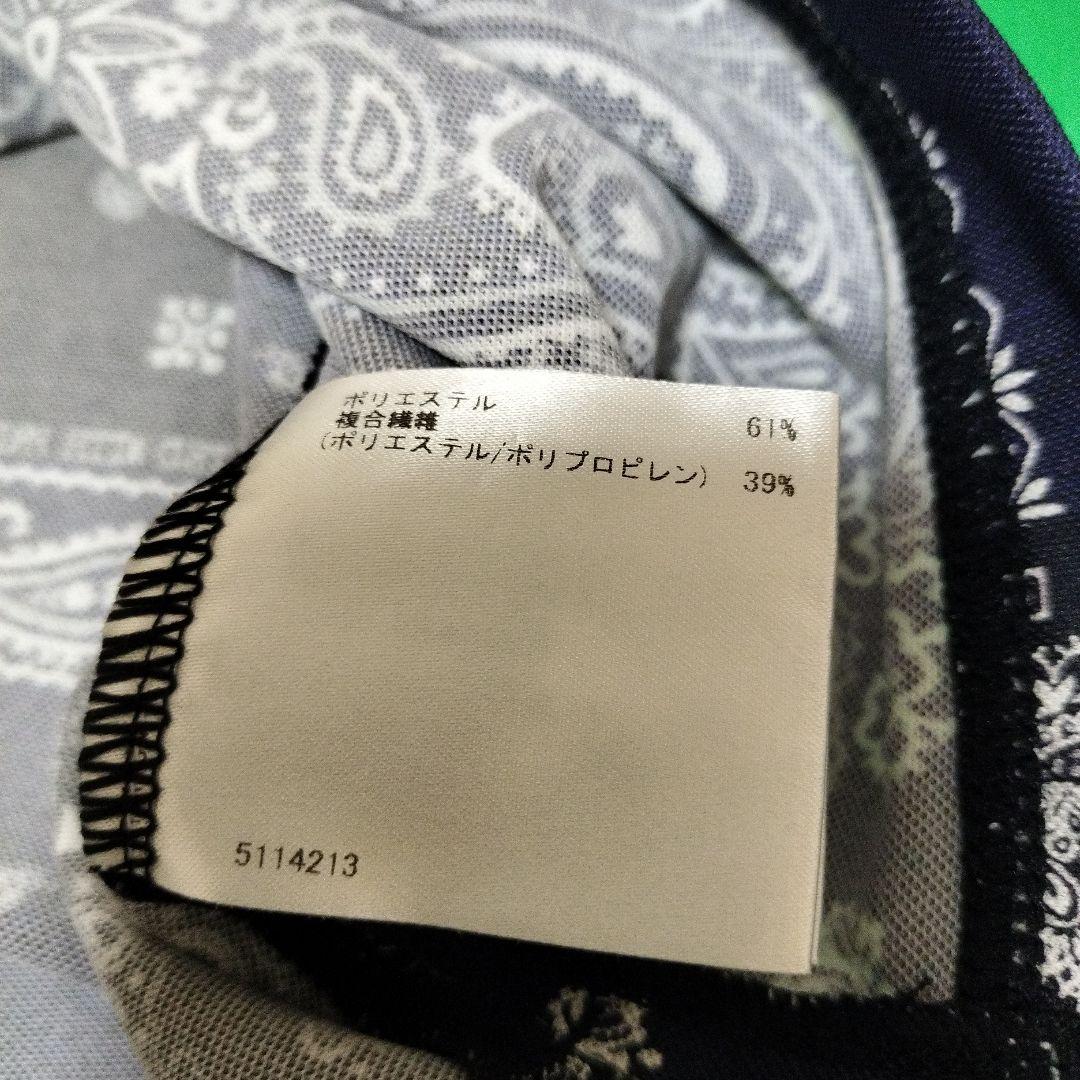 ポリエステル 61%
複合繊維
(ポリエステル/ポリプロピレン) 39%
5114213